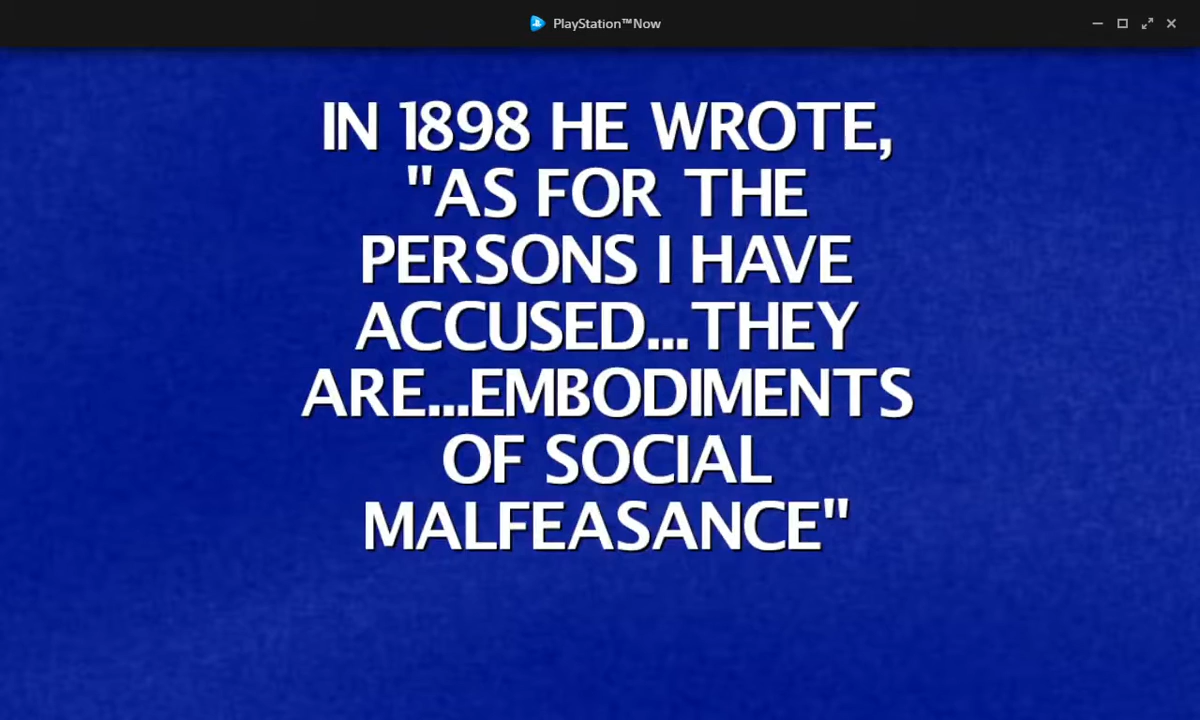 PlayStation™Now
IN 1898 HE WROTE,
"AS FOR THE
PERSONS I HAVE
ACCUSED...THEY
ARE...EMBODIMENTS
OF SOCIAL
MALFEASANCE"